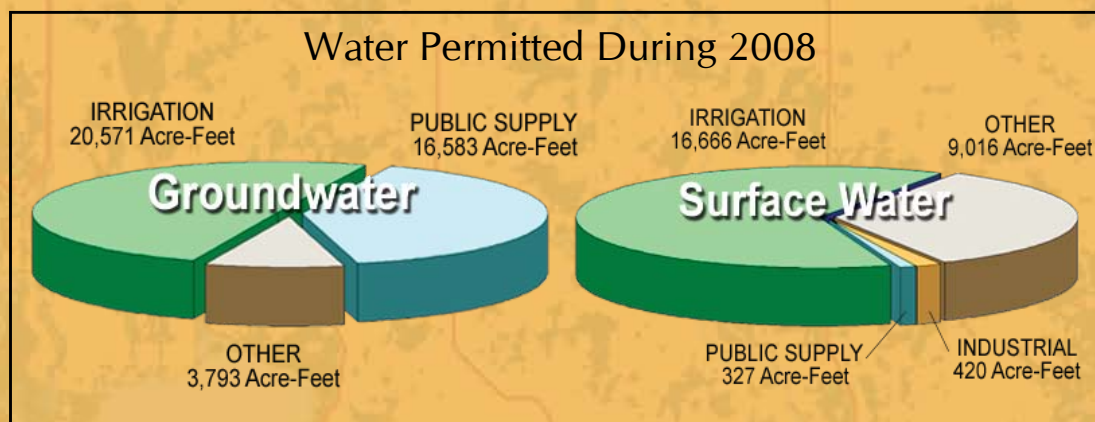 Water Permitted During 2008
IRRIGATION
20,571 Acre-Feet
PUBLIC SUPPLY
16,583 Acre-Feet
Groundwater
OTHER
3,793 Acre-Feet
IRRIGATION
16,666 Acre-Feet
OTHER
9,016 Acre-Feet
Surface Water
PUBLIC SUPPLY
327 Acre-Feet
INDUSTRIAL
420 Acre-Feet